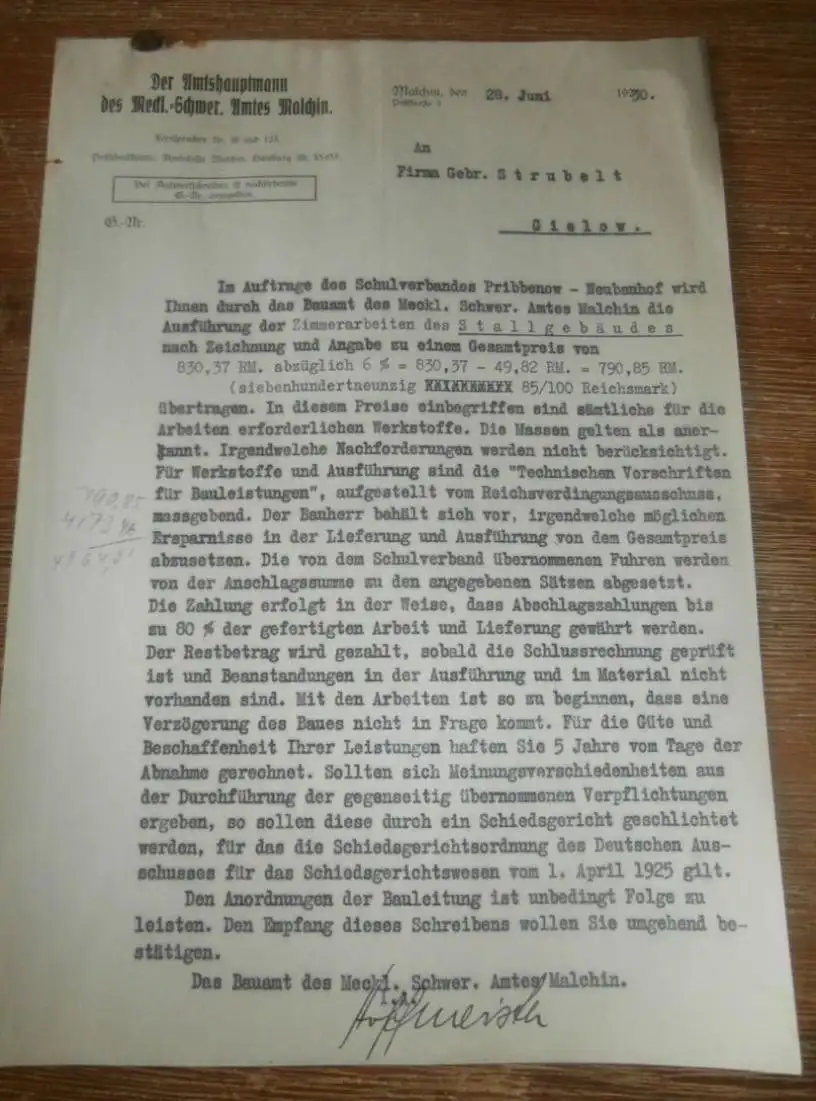 Der Amtshauptmann
des Meckl.-Schwer. Amtes Malchin.
Malchin, den 28. Juni 1930.
Fernsprecher Nr.
G.-Nr.
An
Firma Gebr. Strubelt
Gielow.
Im Auftrage des Schulverbandes Pribbenow - Neubauhof wird
Ihnen durch das Bauamt des Meckl. Schwer. Amtes Malchin die
Ausführung der Zimmerarbeiten des Stallgebäudes
nach Zeichnung und Angabe zu einem Gesamtpreis von
830,37 RM. abzüglich 6 % = 830,37 - 49,82 RM. = 790,85 RM.
(siebenhundertneunzig 85/100 Reichsmark)
übertragen. In diesem Preise einbegriffen sind sämtliche für die
Arbeiten erforderlichen Werkstoffe. Die Massen gelten als aner-
kannt. Irgendwelche Nachforderungen werden nicht berücksichtigt.
Für Werkstoffe und Ausführung sind die "Technischen Vorschriften
für Bauleistungen", aufgestellt vom Reichsverdingungsausschuss,
massgebend. Der Bauherr behält sich vor, irgendwelche möglichen
Ersparnisse in der Lieferung und Ausführung von dem Gesamtpreis
abzusetzen. Die von dem Schulverband übernommenen Fuhren werden
von der Anschlagssumme zu den angegebenen Sätzen abgesetzt.
Die Zahlung erfolgt in der Weise, dass Abschlagszahlungen bis
zu 80 % der gefertigten Arbeit und Lieferung gewährt werden.
Der Restbetrag wird gezahlt, sobald die Schlussrechnung geprüft
ist und Beanstandungen in der Ausführung und im Material nicht
vorhanden sind. Mit den Arbeiten ist so zu beginnen, dass eine
Verzögerung des Baues nicht in Frage kommt. Für die Güte und
Beschaffenheit Ihrer Leistungen haften Sie 5 Jahre vom Tage der
Abnahme gerechnet. Sollten sich Meinungsverschiedenheiten aus
der Durchführung der gegenseitig übernommenen Verpflichtungen
ergeben, so sollen diese durch ein Schiedsgericht geschlichtet
werden, für das die Schiedsgerichtsordnung des Deutschen Aus-
schusses für das Schiedsgerichtswesen vom 1. April 1925 gilt.
Den Anordnungen der Bauleitung ist unbedingt Folge zu
leisten. Den Empfang dieses Schreibens wollen Sie umgehend be-
stätigen.
Das Bauamt des Meckl. Schwer. Amtes Malchin.